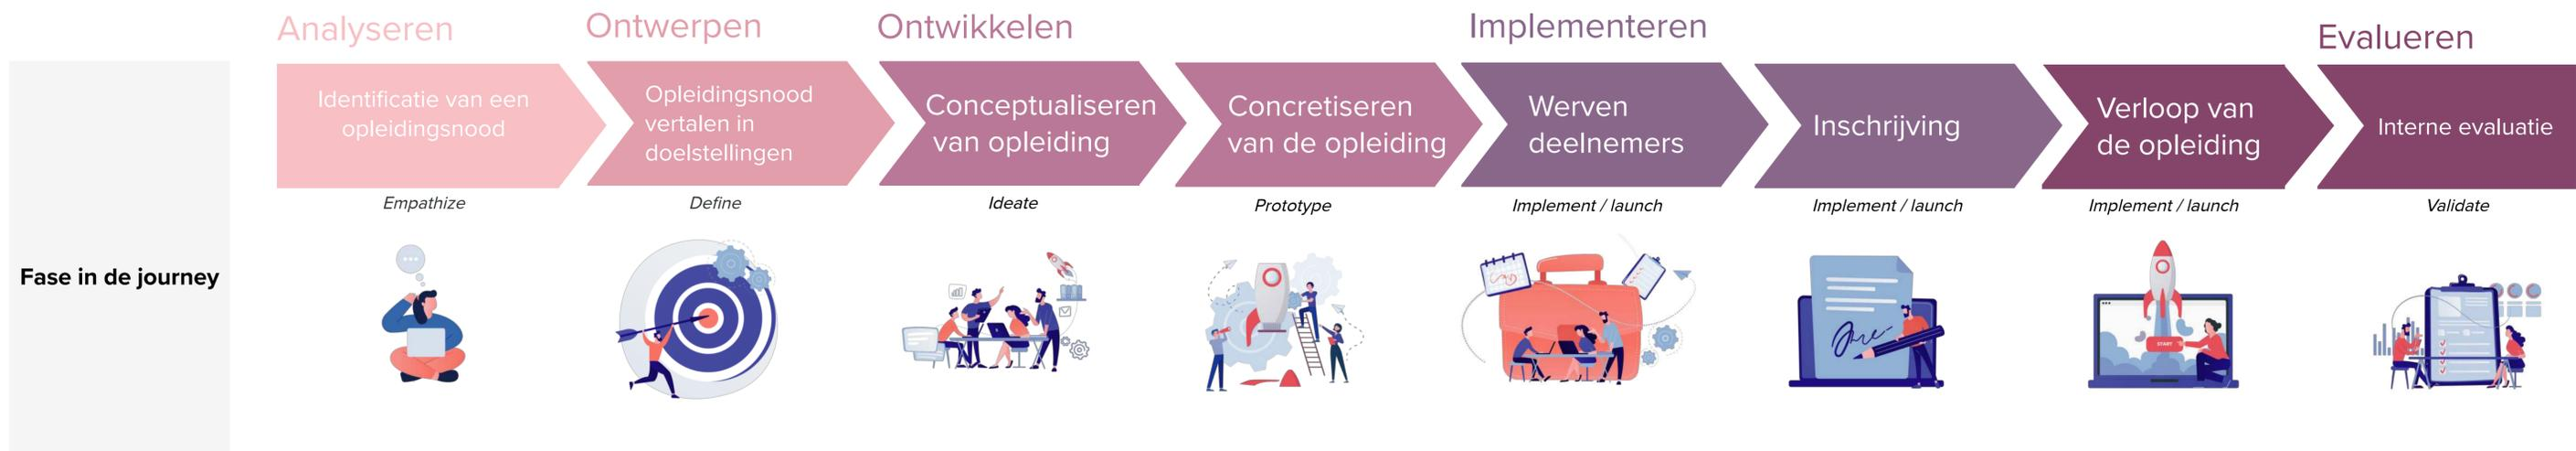 Analyseren
Ontwerpen
Ontwikkelen
Implementeren
Evalueren
Identificatie van een
opleidingsnood
Opleidingsnood
vertalen in
doelstellingen
Conceptualiseren
van opleiding
Concretiseren
van de opleiding
Werven
deelnemers
Inschrijving
Verloop van
de opleiding
Interne evaluatie
Empathize
Define
Ideate
Prototype
Implement / launch
Implement / launch
Implement / launch
Validate
Fase in de journey
START